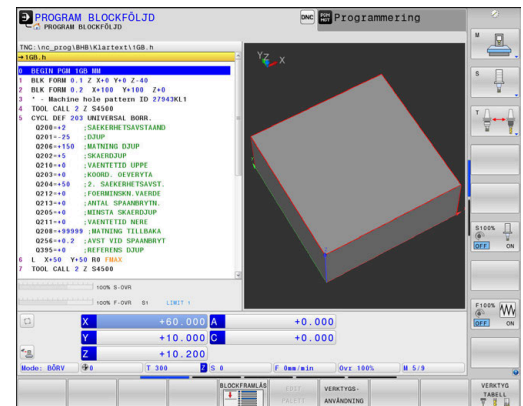 PROGRAM BLOCKFÖLJD
PROGRAM BLOCKFÖLJD
DNC
Programmering
TNC:\nc_prog\BHB\Klartext\1GB.h
→1GB.h
0 BEGIN PGM 1GB MM
1 BLK FORM 0.1 Z X+0 Y+0 Z-40
2 BLK FORM 0.2 X+100 Y+100 Z+0
3 * - Machine hole pattern ID 27943KL1
4 TOOL CALL 2 Z S4500
5 CYCL DEF 203 UNIVERSAL BORR.
Q200=+2 ;SAEKERHETSAVSTAAND
Q201=-25 ;DJUP
Q206=+150 ;MATNING DJUP
Q202=+5 ;SKAERDJUP
Q210=+0 ;VAENTETID UPPE
Q203=+0 ;KOORD. OEVERYTA
Q204=+50 ;2. SAEKERHETSAVST.
Q212=+0 ;FOERMINSKN.VAERDE
Q213=+0 ;ANTAL SPAANBRYTN.
Q205=+0 ;MINSTA SKAERDJUP
Q211=+0 ;VAENTETID NERE
Q208=+99999 ;MATNING TILLBAKA
Q256=+0.2 ;AVST VID SPAANBRYT
Q395=+0 ;REFERENS DJUP
6 L X+50 Y+50 R0 FMAX
7 TOOL CALL 2 Z S4500
YZ X
100% S-OVR
100% F-OVR S1 LIMIT 1
X +60.000 A +0.000
Y +10.000 C +0.000
Z +10.200
Mode: BÖRV 0 T 300 Z S 0 F 0mm/min Ovr 100% M 5/9
M
S
T
S100%
OFF ON
F100%
OFF ON
BLOCKFRAMLÄS
VERKTYGS-
ANVÄNDNING
VERKTYG
TABELL